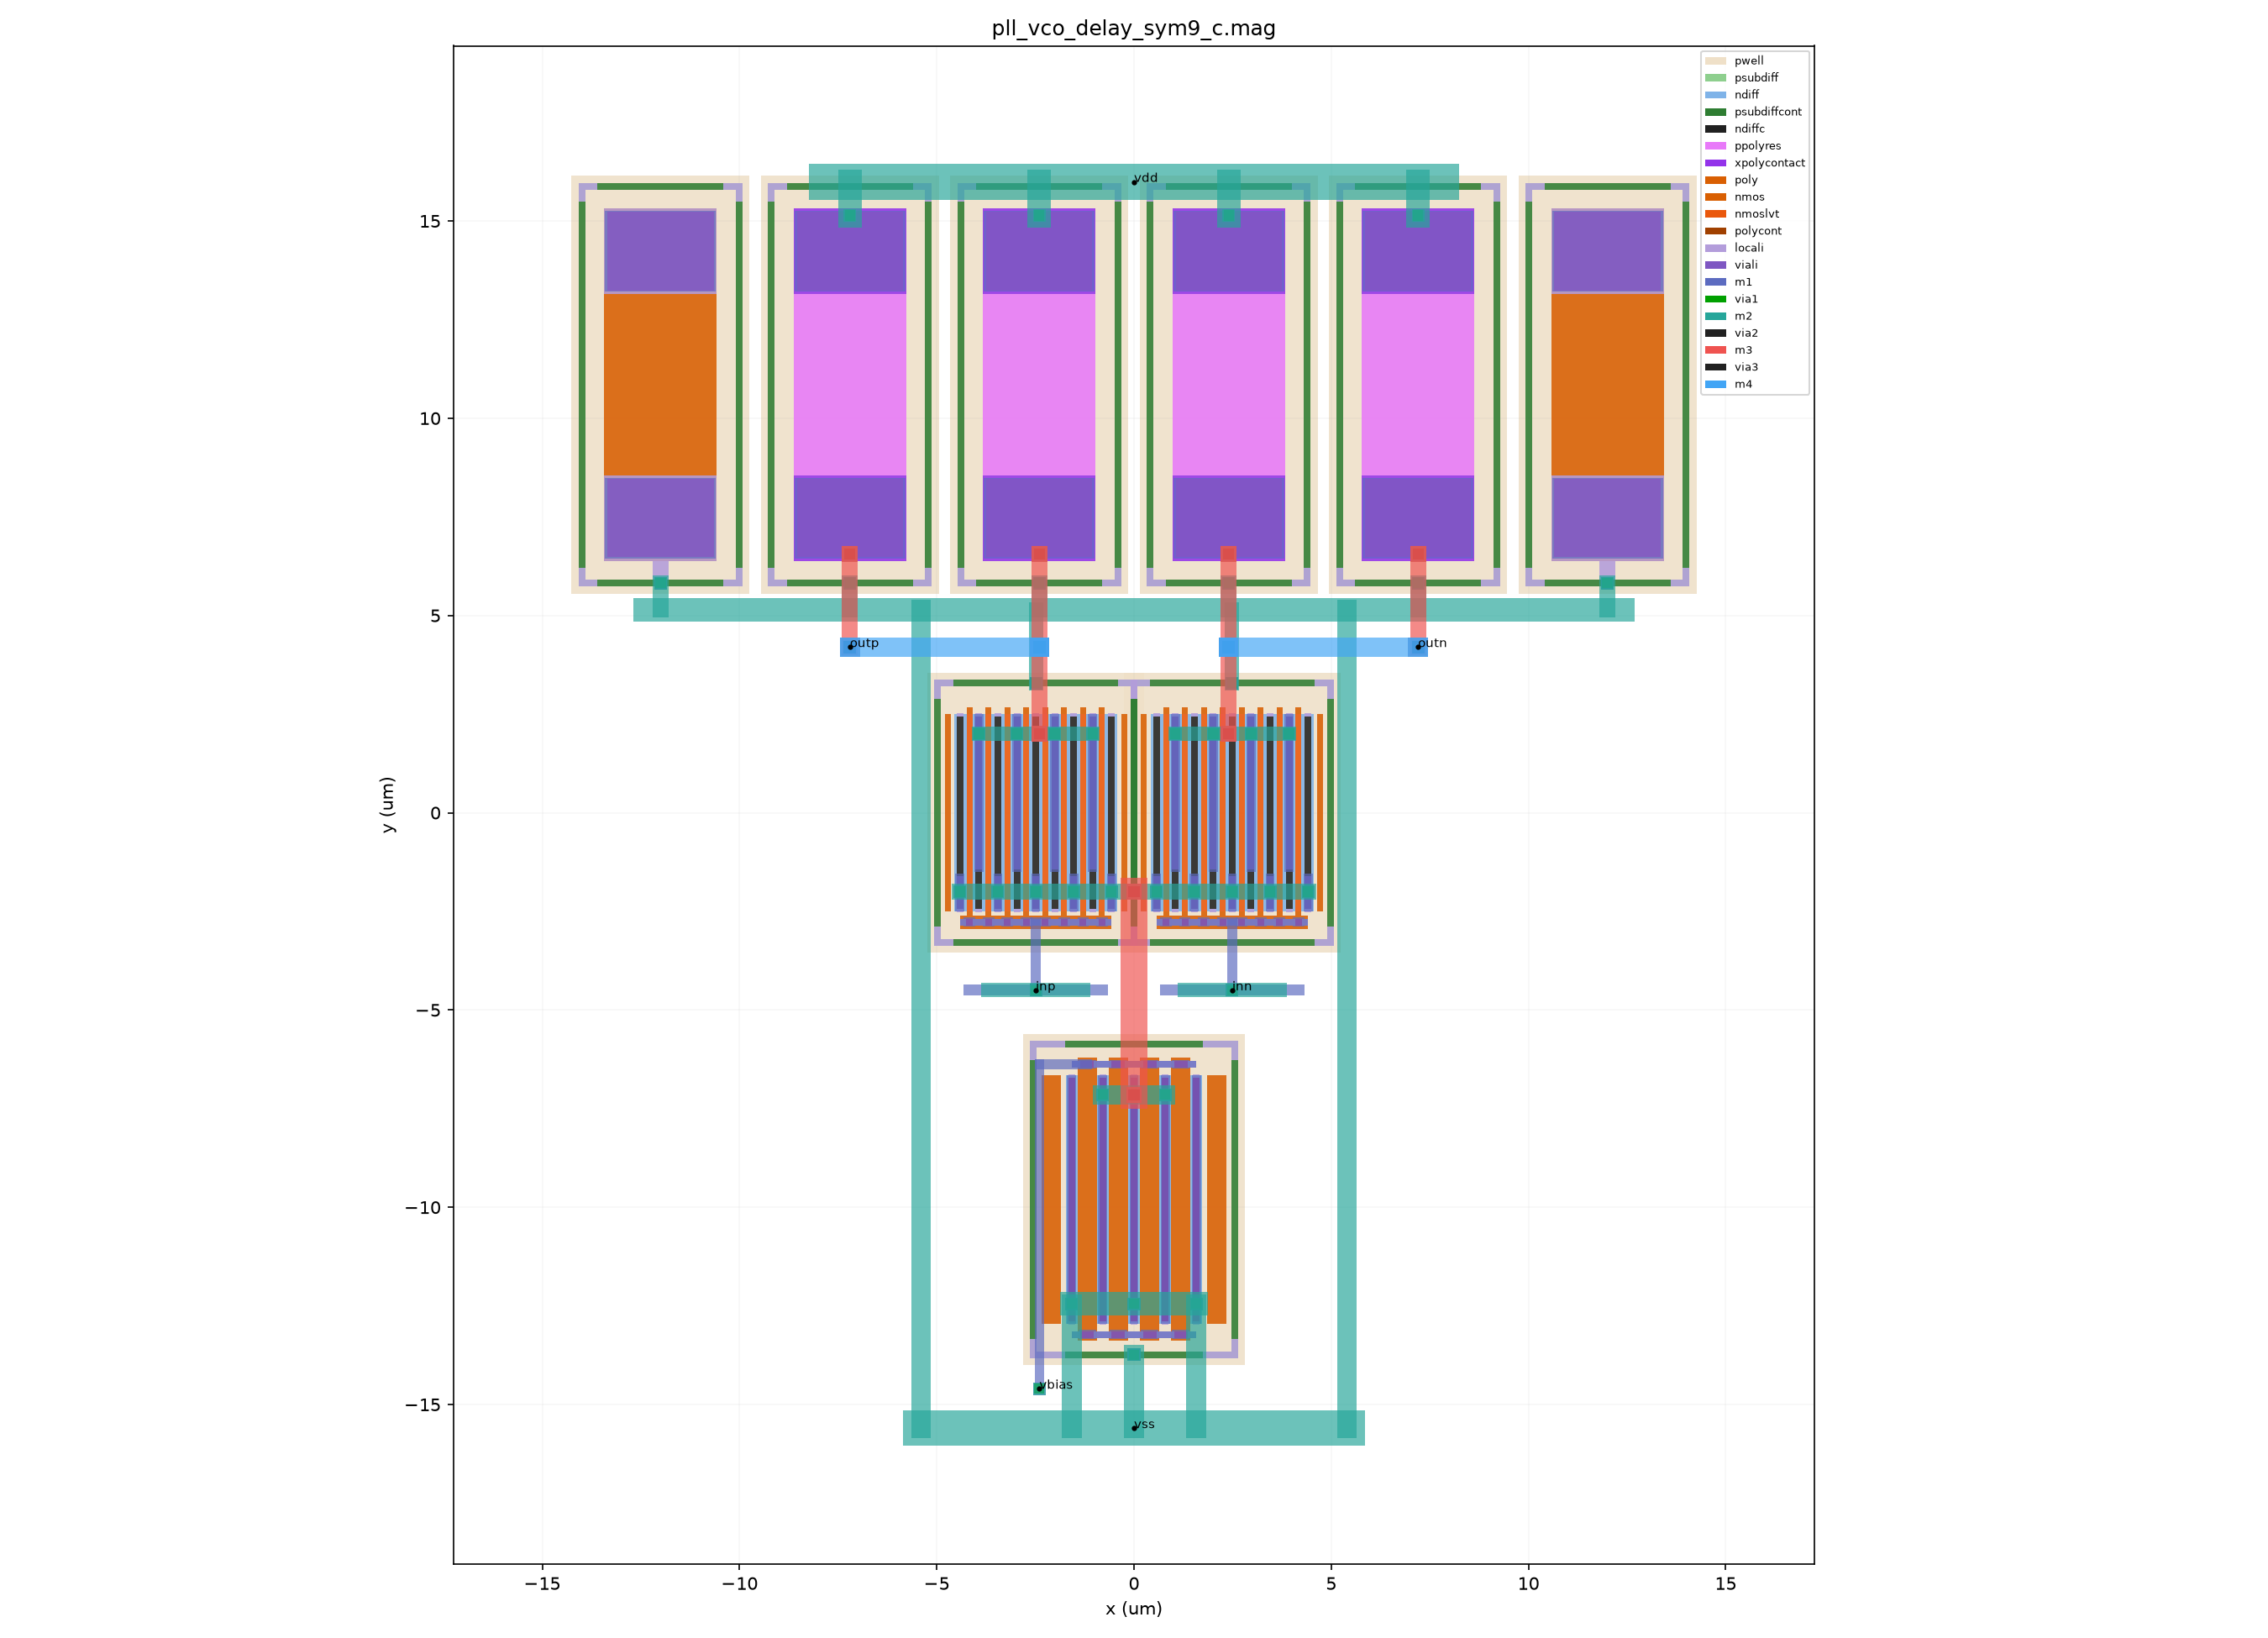 pll_vco_delay_sym9_c.mag
pwell
psubdiff
ndiff
psubdiffcont
ndiffc
ppolyres
xpolycontact
poly
nmos
nmoslvt
polycont
locali
viali
m1
via1
m2
via2
m3
via3
m4
vdd
outp
outn
inp
inn
vbias
vss
15
10
5
0
−5
−10
−15
y (um)
−15
−10
−5
0
5
10
15
x (um)